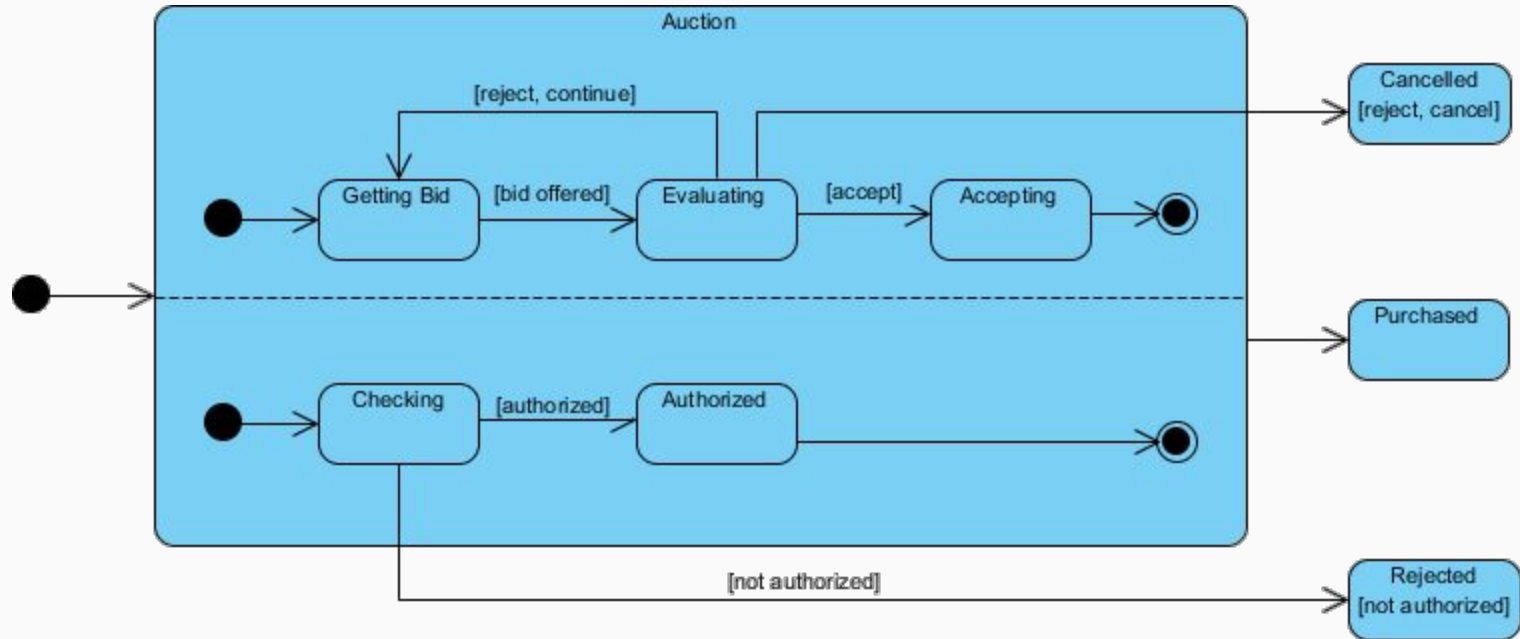 Auction
Cancelled
[reject, cancel]
[reject, continue]
Getting Bid
[bid offered]
Evaluating
[accept]
Accepting
Purchased
Checking
[authorized]
Authorized
[not authorized]
Rejected
[not authorized]